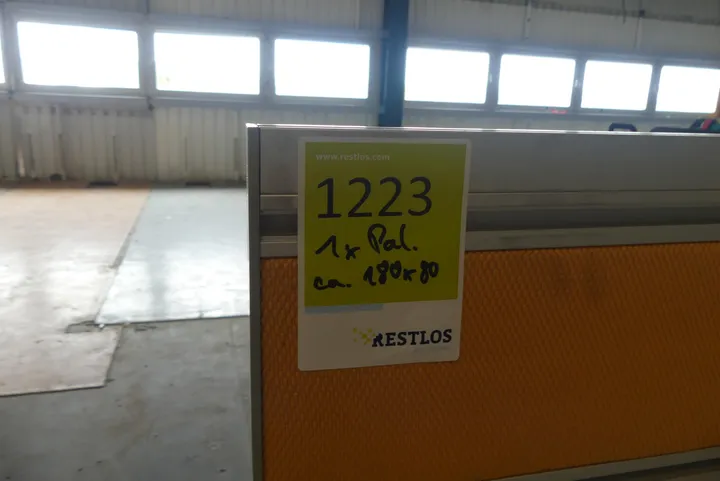 www.restlos.com
1223
1x Pal.
ca. 180x80
RESTLOS